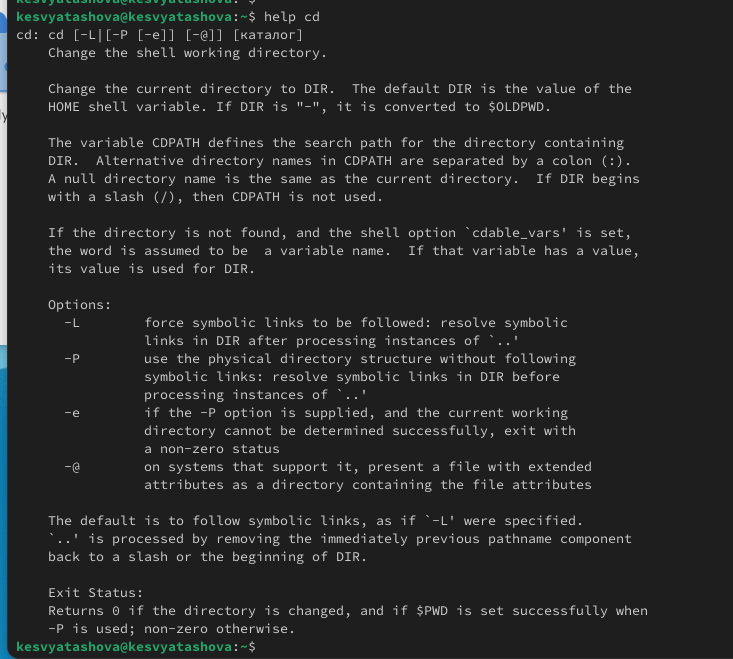 kesvyatashova@kesvyatashova:~$
kesvyatashova@kesvyatashova:~$ help cd
cd: cd [-L|[-P [-e]] [-@]] [каталог]
    Change the shell working directory.

    Change the current directory to DIR.  The default DIR is the value of the
    HOME shell variable. If DIR is "-", it is converted to $OLDPWD.

    The variable CDPATH defines the search path for the directory containing
    DIR.  Alternative directory names in CDPATH are separated by a colon (:).
    A null directory name is the same as the current directory.  If DIR begins
    with a slash (/), then CDPATH is not used.

    If the directory is not found, and the shell option `cdable_vars' is set,
    the word is assumed to be  a variable name.  If that variable has a value,
    its value is used for DIR.

    Options:
      -L        force symbolic links to be followed: resolve symbolic
                links in DIR after processing instances of `..'
      -P        use the physical directory structure without following
                symbolic links: resolve symbolic links in DIR before
                processing instances of `..'
      -e        if the -P option is supplied, and the current working
                directory cannot be determined successfully, exit with
                a non-zero status
      -@        on systems that support it, present a file with extended
                attributes as a directory containing the file attributes

    The default is to follow symbolic links, as if `-L' were specified.
    `..' is processed by removing the immediately previous pathname component
    back to a slash or the beginning of DIR.

    Exit Status:
    Returns 0 if the directory is changed, and if $PWD is set successfully when
    -P is used; non-zero otherwise.
kesvyatashova@kesvyatashova:~$